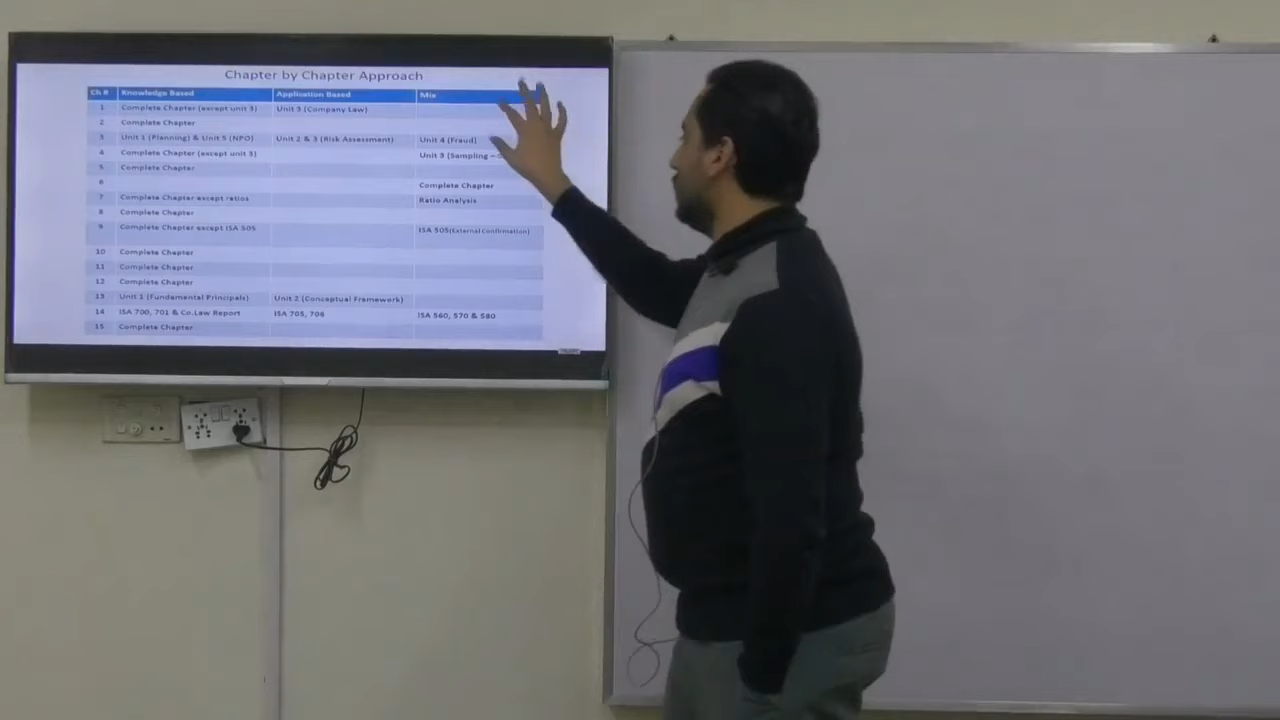 Chapter by Chapter Approach
Ch # Knowledge Based Application Based Mix
1 Complete Chapter (except unit 3) Unit 3 (Company Law)
2 Complete Chapter
3 Unit 1 (Planning) & Unit 5 (NPO) Unit 2 & 3 (Risk Assessment) Unit 4 (Fraud)
4 Complete Chapter (except unit 3) Unit 3 (Sampling –
5 Complete Chapter
6 Complete Chapter
7 Complete Chapter except ratios Ratio Analysis
8 Complete Chapter
9 Complete Chapter except ISA 505 ISA 505(External Confirmation)
10 Complete Chapter
11 Complete Chapter
12 Complete Chapter
13 Unit 1 (Fundamental Principals) Unit 2 (Conceptual Framework)
14 ISA 700, 701 & Co.Law Report ISA 705, 706 ISA 560, 570 & 580
15 Complete Chapter